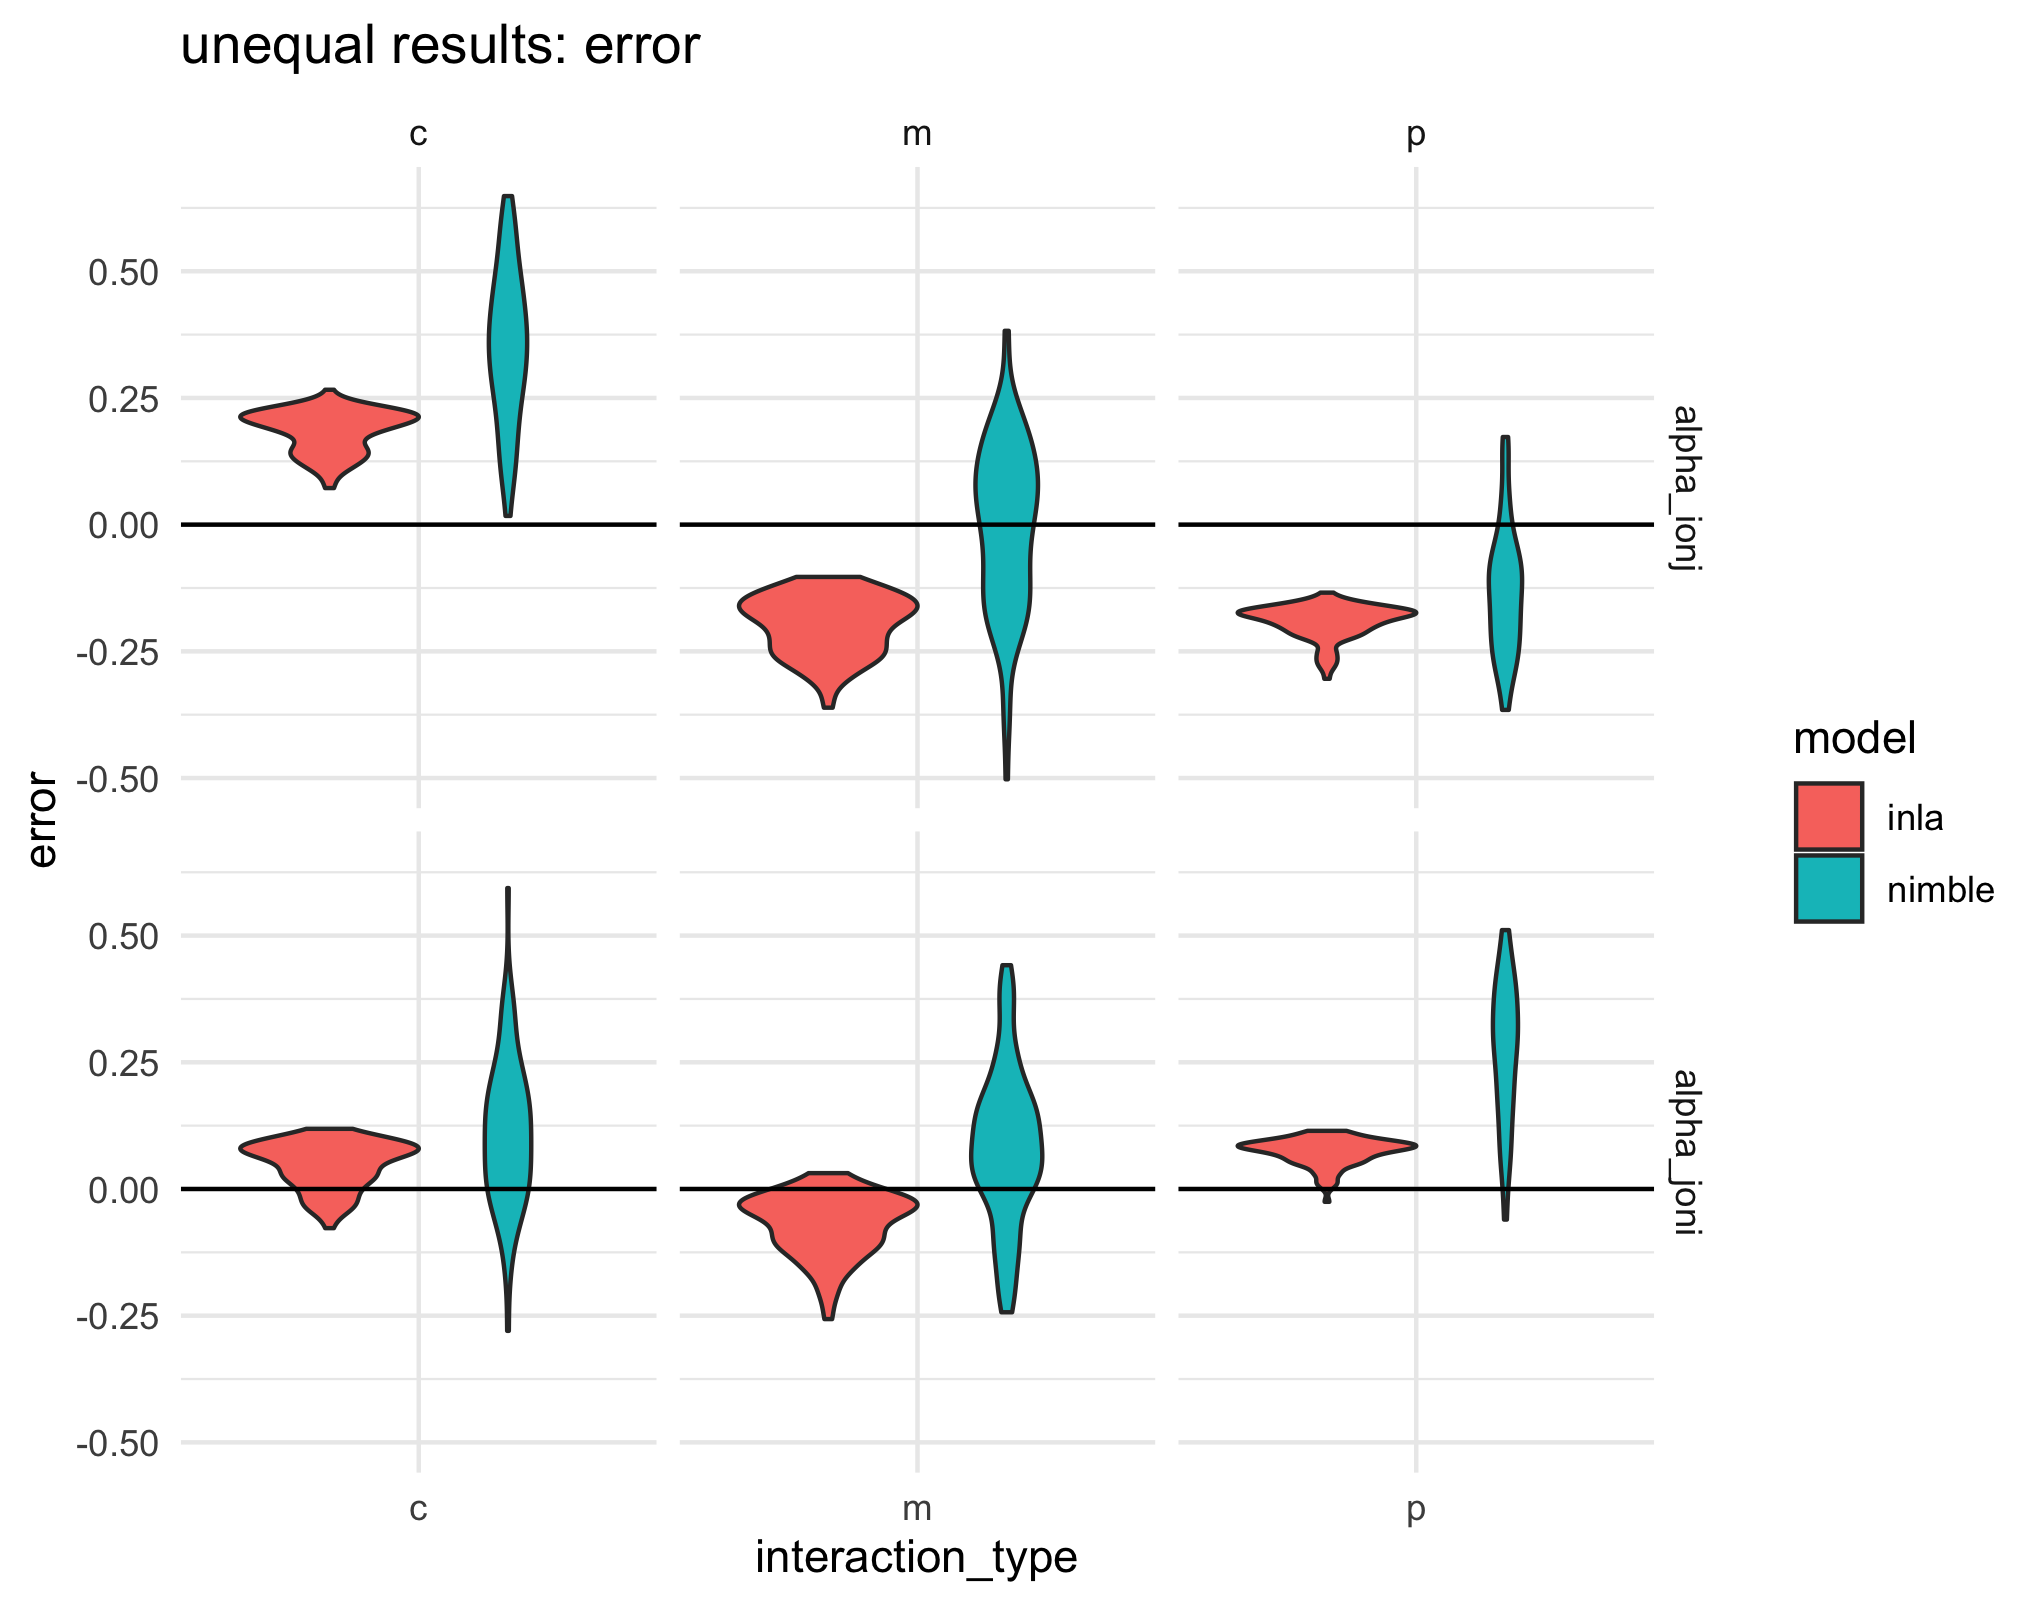 unequal results: error
c
m
p
0.50
0.25
0.00
-0.25
-0.50
alpha_ionj
error
0.50
0.25
0.00
-0.25
-0.50
alpha_joni
c
m
p
interaction_type
model
inla
nimble